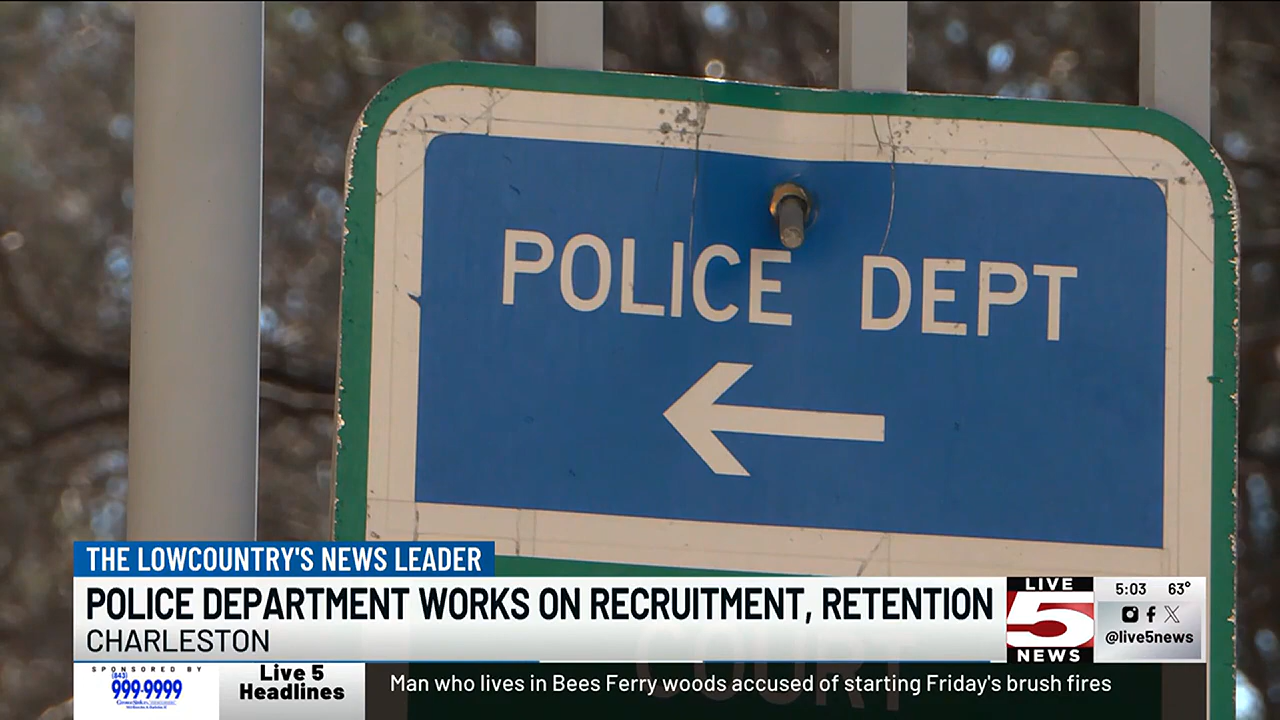 POLICE DEPT
THE LOWCOUNTRY'S NEWS LEADER
POLICE DEPARTMENT WORKS ON RECRUITMENT, RETENTION
CHARLESTON
LIVE
5
NEWS
5:03 63°
@live5news
SPONSORED BY
(843)
999-9999
Live 5
Headlines
Man who lives in Bees Ferry woods accused of starting Friday's brush fires
COURT